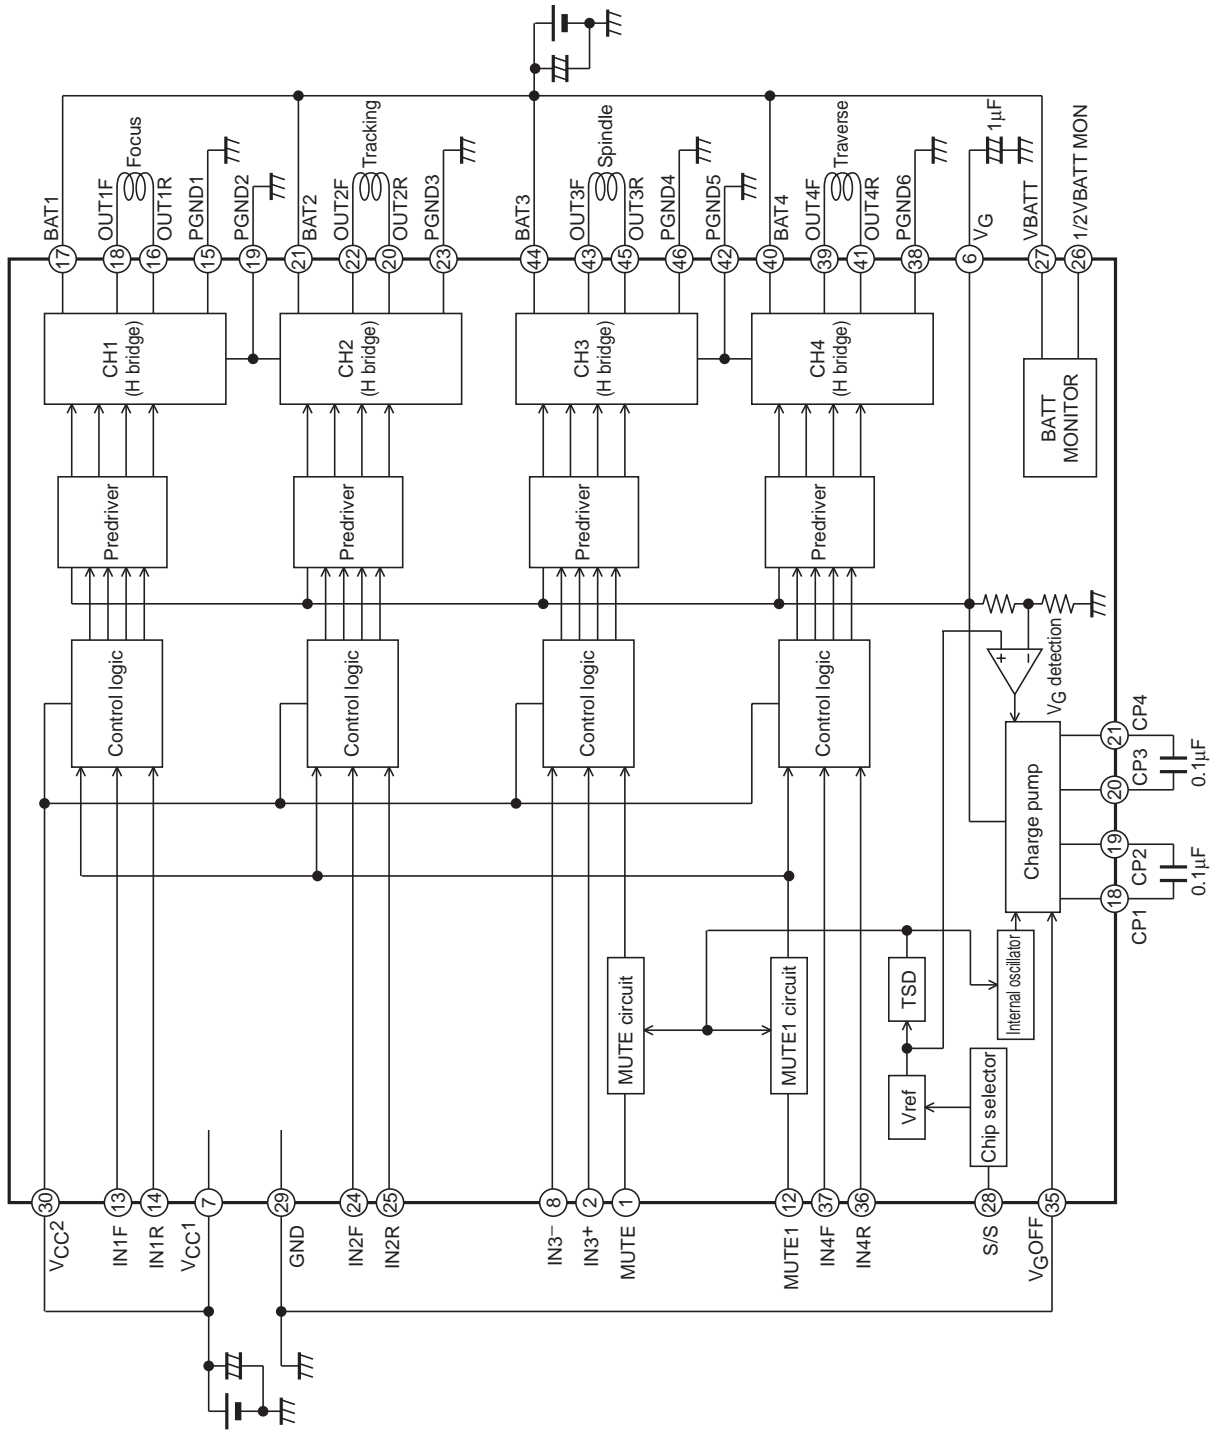 BAT1
OUT1F
Focus
OUT1R
PGND1
PGND2
BAT2
OUT2F
Tracking
OUT2R
PGND3
BAT3
OUT3F
Spindle
OUT3R
PGND4
PGND5
BAT4
OUT4F
Traverse
OUT4R
PGND6
VG
1µF
VBATT
1/2VBATT MON
17
18
16
15
19
21
22
20
23
44
43
45
46
42
40
39
41
38
6
27
26
CH1
(H bridge)
CH2
(H bridge)
CH3
(H bridge)
CH4
(H bridge)
BATT
MONITOR
Predriver
Predriver
Predriver
Predriver
Control logic
Control logic
Control logic
Control logic
+
−
VG detection
Charge pump
21
CP4
20
CP3
0.1µF
19
CP2
18
CP1
0.1µF
MUTE circuit
MUTE1 circuit
TSD
Internal oscillator
Vref
Chip selector
30
13
14
7
29
24
25
8
2
1
12
37
36
28
35
VCC2
IN1F
IN1R
VCC1
GND
IN2F
IN2R
IN3−
IN3+
MUTE
MUTE1
IN4F
IN4R
S/S
VGOFF